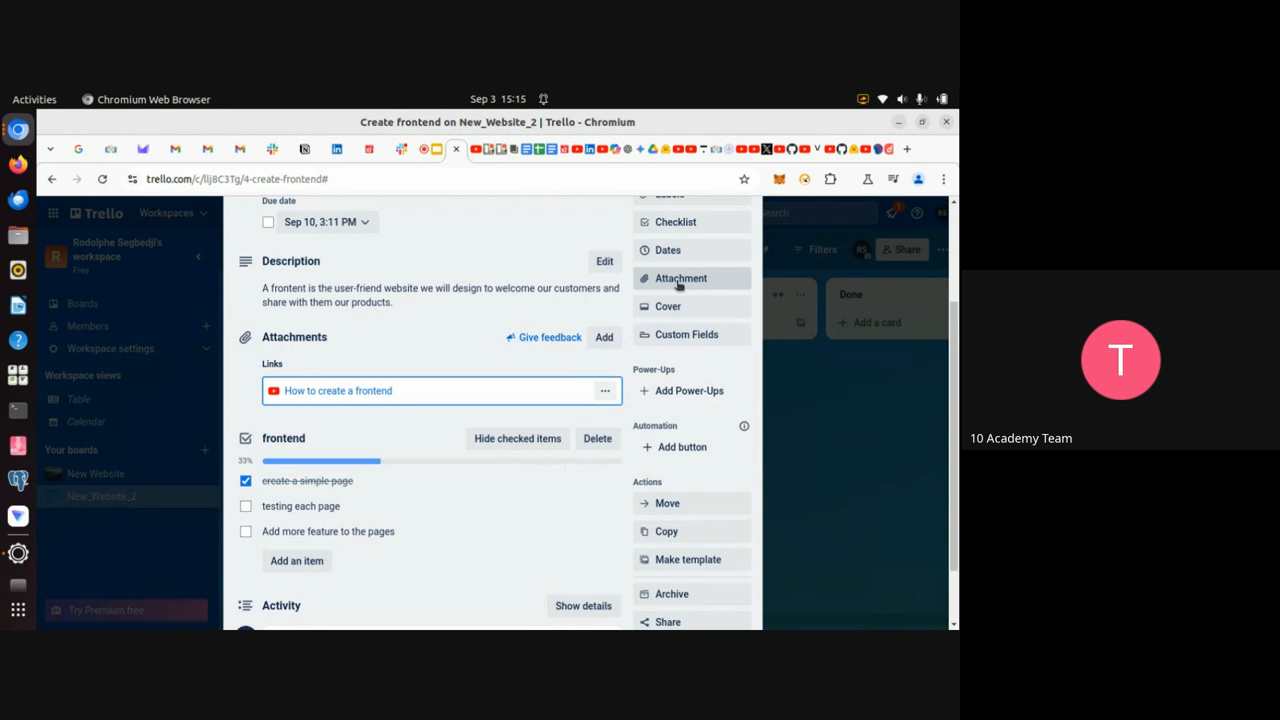 Activities
Chromium Web Browser
Sep 3 15:15
Create frontend on New_Website_2 | Trello - Chromium
trello.com/c/llj8C3Tg/4-create-frontend#
Trello
Workspaces
Search
Rodolphe Segbedji's
workspace
Free
R
Boards
Members
Workspace settings
Workspace views
Table
Calendar
Your boards
New Website
New_Website_2
Try Premium free
Due date
Sep 10, 3:11 PM
Description
Edit
A frontent is the user-friend website we will design to welcome our customers and
share with them our products.
Attachments
Give feedback
Add
Links
How to create a frontend
frontend
Hide checked items
Delete
33%
create a simple page
testing each page
Add more feature to the pages
Add an item
Activity
Show details
Labels
Checklist
Dates
Attachment
Cover
Custom Fields
Power-Ups
Add Power-Ups
Automation
Add button
Actions
Move
Copy
Make template
Archive
Share
Filters
RS
Share
Done
Add a card
T
10 Academy Team